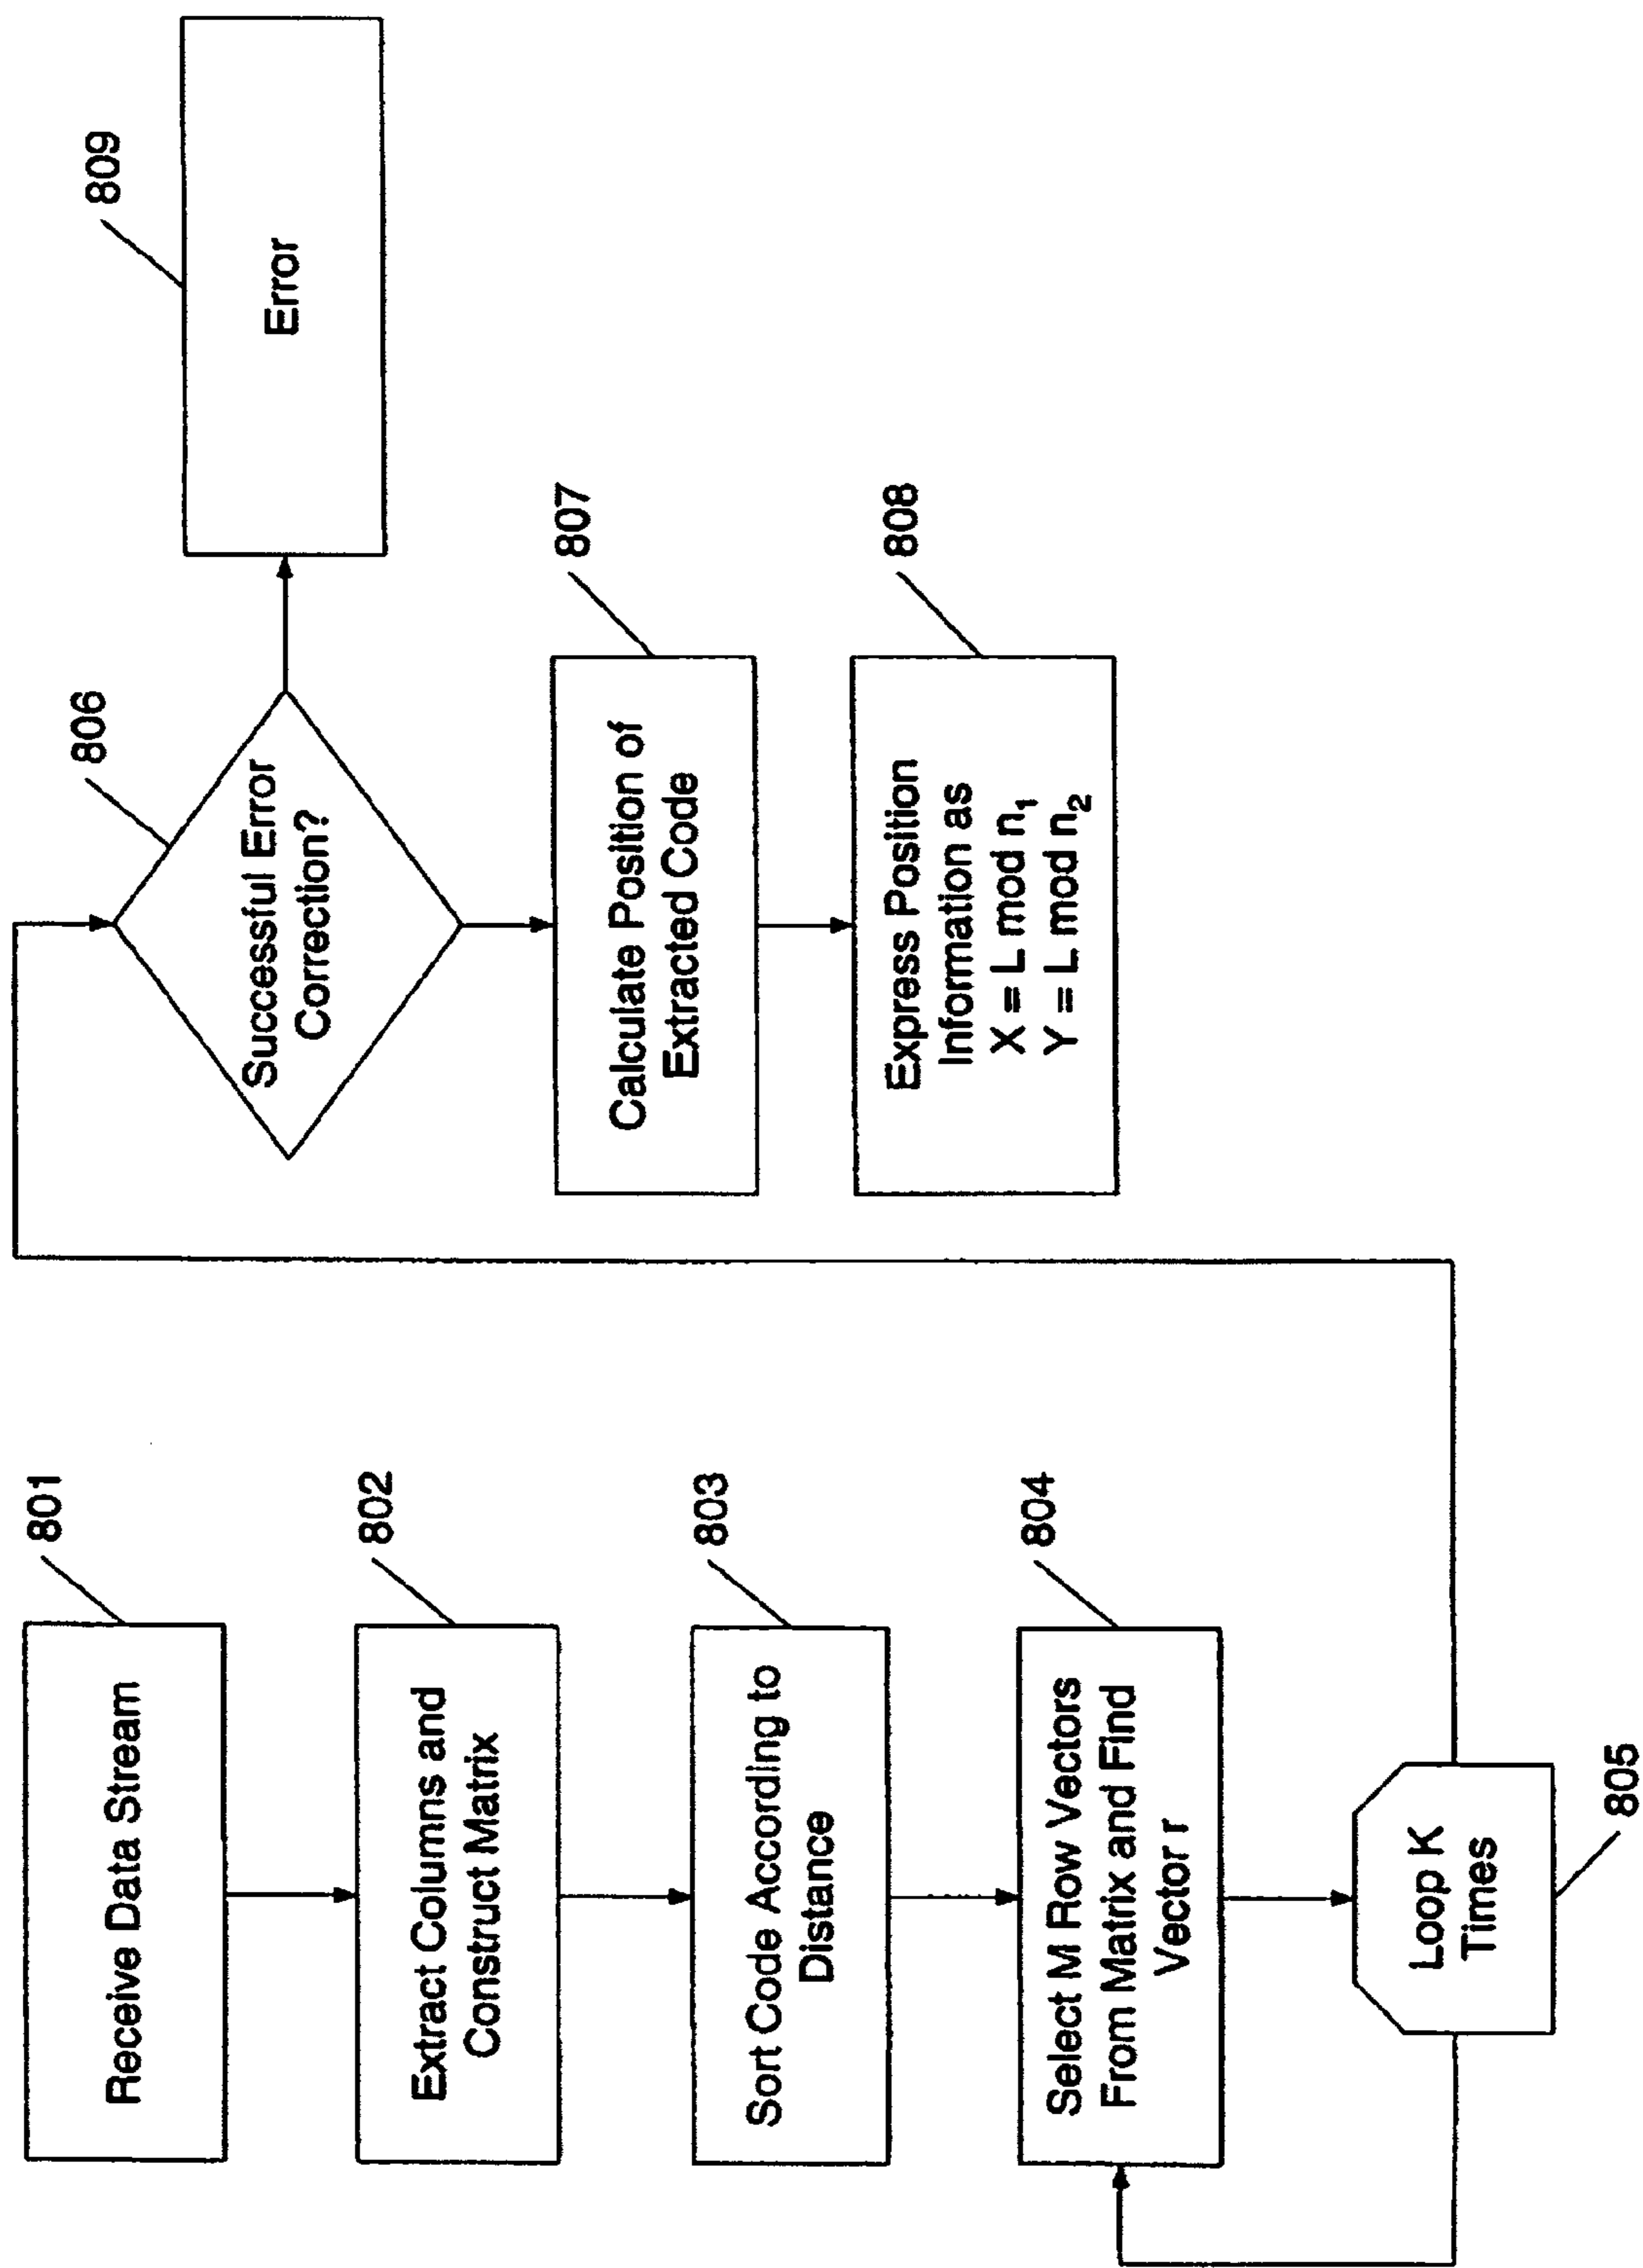 801
Receive Data Stream
802
Extract Columns and
Construct Matrix
803
Sort Code According to
Distance
804
Select M Row Vectors
From Matrix and Find
Vector r
Loop K
Times
805
806
Successful Error
Correction?
809
Error
807
Calculate Position of
Extracted Code
808
Express Position
Information as
X = L mod n₁
Y = L mod n₂